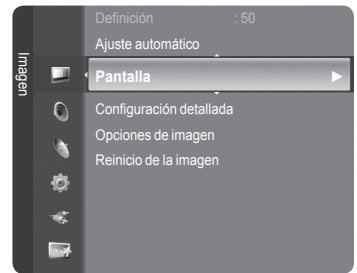 Imagen
Definición : 50
Ajuste automático
Pantalla
Configuración detallada
Opciones de imagen
Reinicio de la imagen